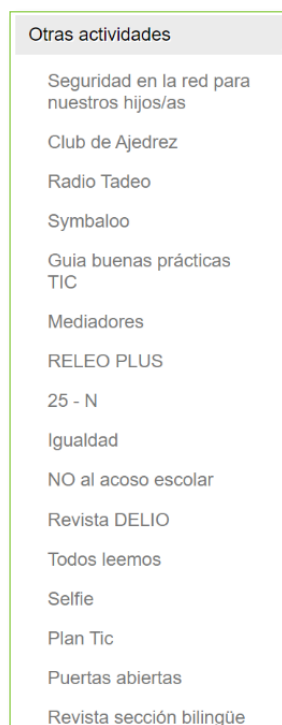 Otras actividades
Seguridad en la red para
nuestros hijos/as
Club de Ajedrez
Radio Tadeo
Symbaloo
Guia buenas prácticas
TIC
Mediadores
RELEO PLUS
25 - N
Igualdad
NO al acoso escolar
Revista DELIO
Todos leemos
Selfie
Plan Tic
Puertas abiertas
Revista sección bilingüe